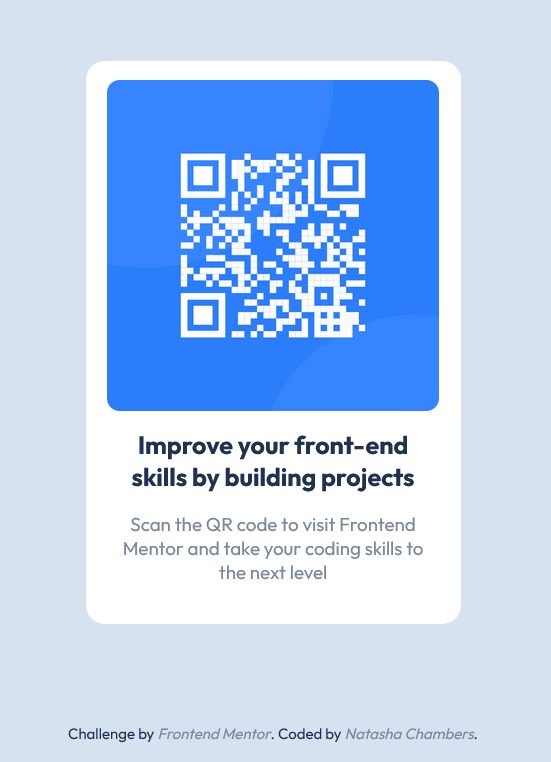 Improve your front-end
skills by building projects
Scan the QR code to visit Frontend
Mentor and take your coding skills to
the next level
Challenge by Frontend Mentor. Coded by Natasha Chambers.